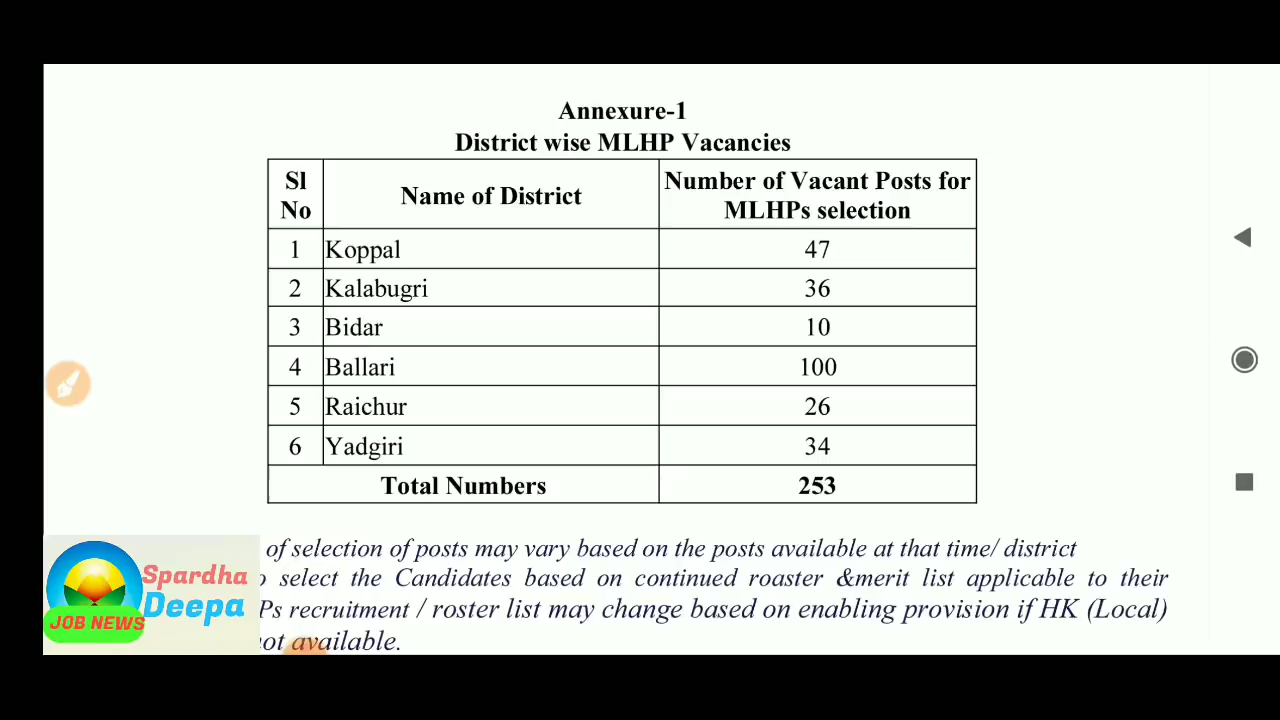 Annexure-1
District wise MLHP Vacancies
Sl No Name of District Number of Vacant Posts for MLHPs selection
1 Koppal 47
2 Kalabugri 36
3 Bidar 10
4 Ballari 100
5 Raichur 26
6 Yadgiri 34
Total Numbers 253
of selection of posts may vary based on the posts available at that time/ district
select the Candidates based on continued roaster &merit list applicable to their
recruitment / roster list may change based on enabling provision if HK (Local)
available.
Spardha
Deepa
JOB NEWS